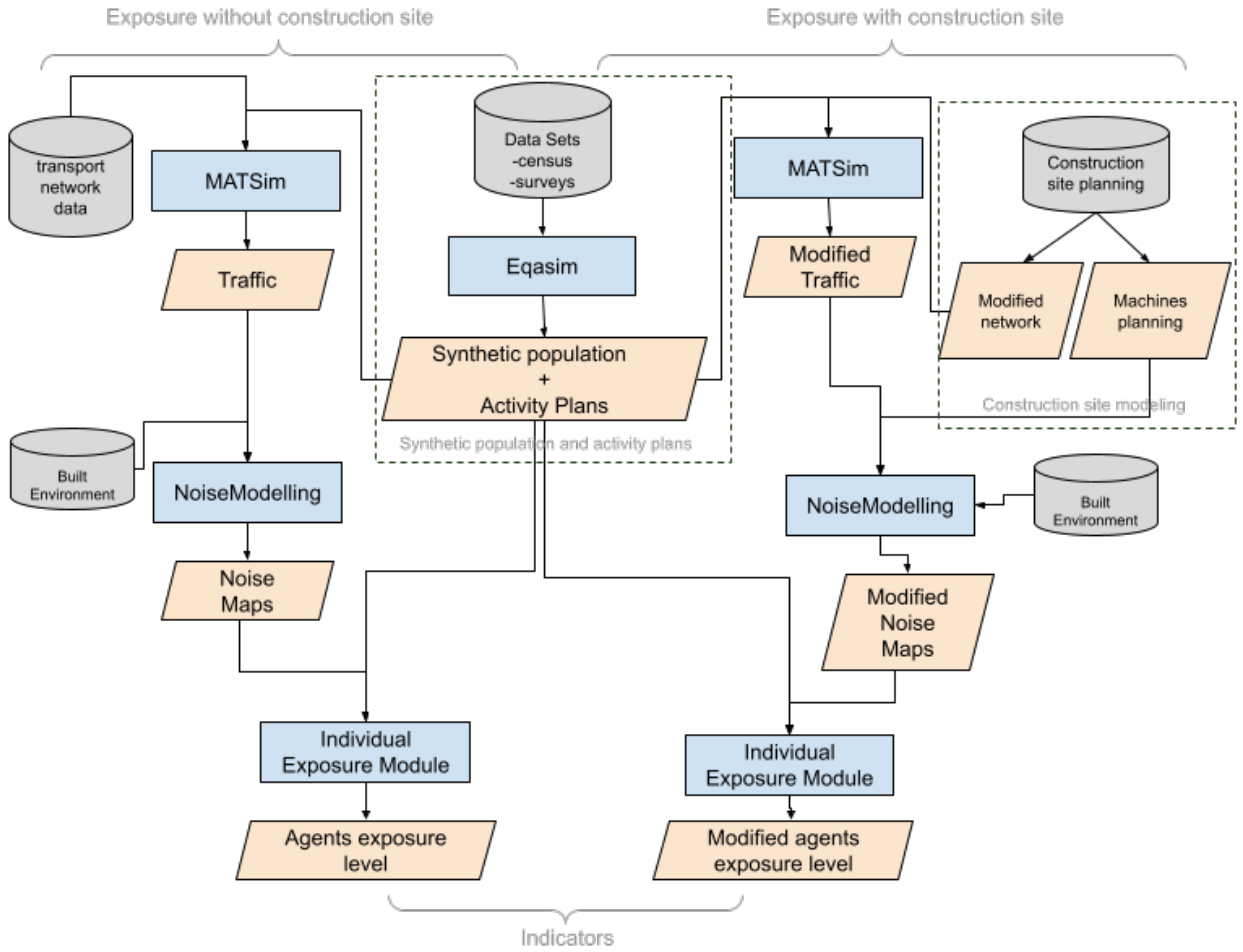 Exposure without construction site
Exposure with construction site
transport
network
data
MATSim
Traffic
Data Sets
-census
-surveys
Eqasim
Synthetic population
+
Activity Plans
Synthetic population and activity plans
MATSim
Modified
Traffic
Construction
site planning
Modified
network
Machines
planning
Construction site modeling
Built
Environment
NoiseModelling
Noise
Maps
NoiseModelling
Built
Environment
Modified
Noise
Maps
Individual
Exposure Module
Agents exposure
level
Individual
Exposure Module
Modified agents
exposure level
Indicators